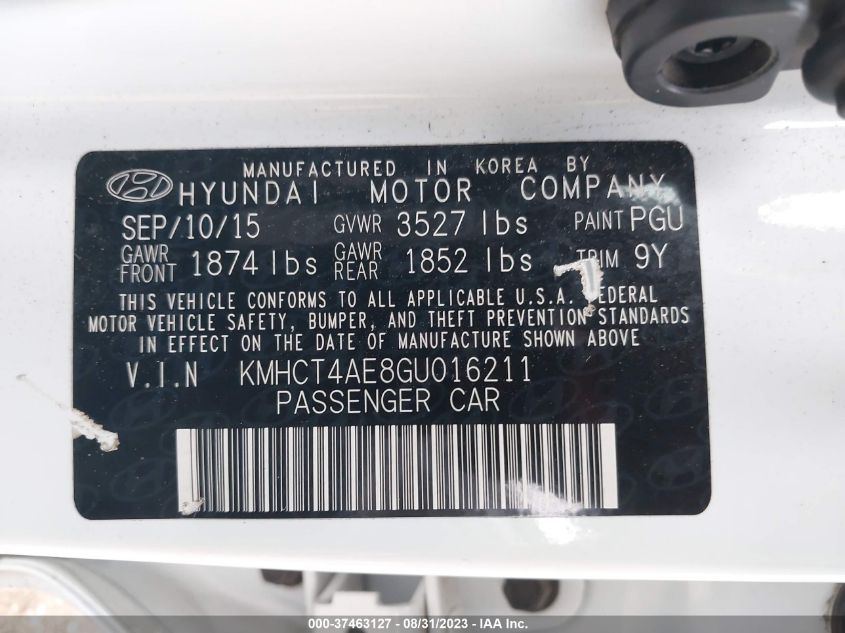 MANUFACTURED IN KOREA BY
HYUNDAI MOTOR COMPANY
SEP/10/15 GVWR 3527 lbs PAINT PGU
GAWR FRONT 1874 lbs GAWR REAR 1852 lbs TRIM 9Y
THIS VEHICLE CONFORMS TO ALL APPLICABLE U.S.A. FEDERAL
MOTOR VEHICLE SAFETY, BUMPER, AND THEFT PREVENTION STANDARDS
IN EFFECT ON THE DATE OF MANUFACTURE SHOWN ABOVE
V.I.N KMHCT4AE8GU016211
PASSENGER CAR
000-37463127 - 08/31/2023 - IAA Inc.